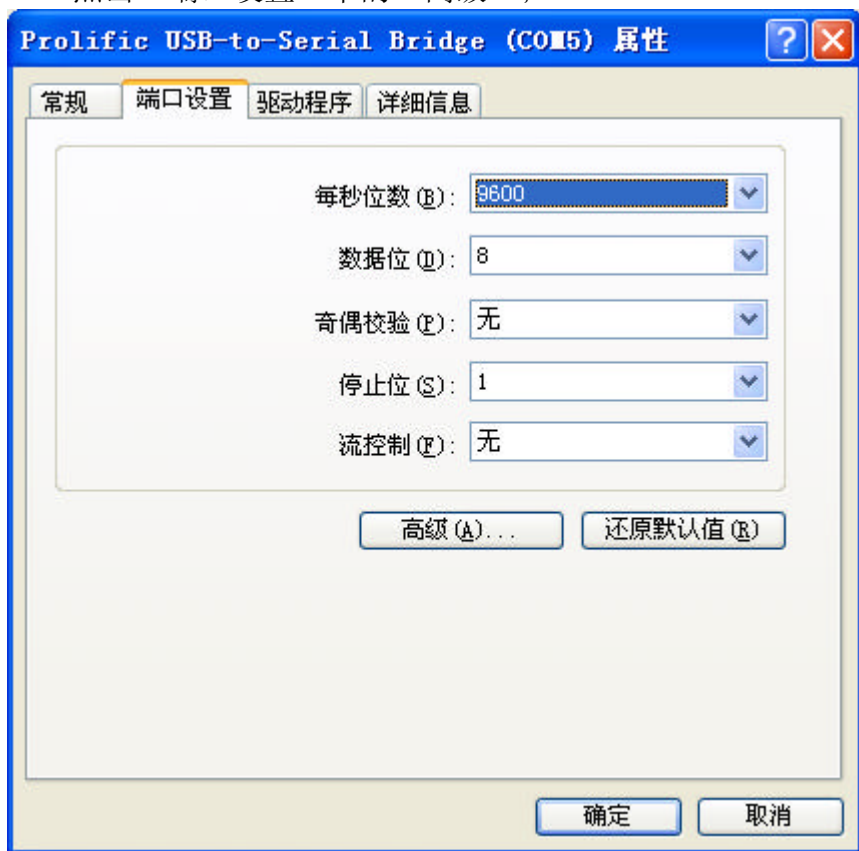 Prolific USB-to-Serial Bridge (COM5) 属性
常规 端口设置 驱动程序 详细信息
每秒位数(B): 9600
数据位(D): 8
奇偶校验(P): 无
停止位(S): 1
流控制(F): 无
高级(A)... 还原默认值(R)
确定 取消